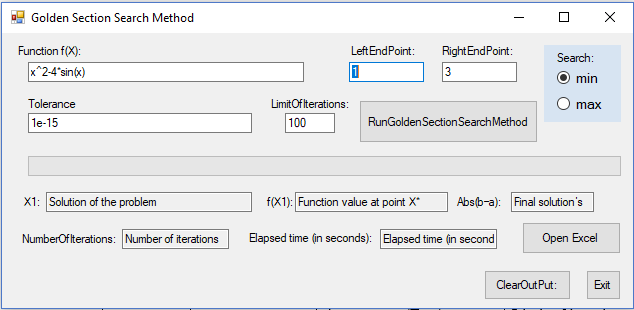 Golden Section Search Method
Function f(X): LeftEndPoint: RightEndPoint: Search:
x^2-4*sin(x) 1 3 min
Tolerance LimitOfIterations: max
1e-15 100 RunGoldenSectionSearchMethod
X1: Solution of the problem f(X1): Function value at point X* Abs(b-a): Final solution's
NumberOfIterations: Number of iterations Elapsed time (in seconds): Elapsed time (in second Open Excel
ClearOutPut: Exit